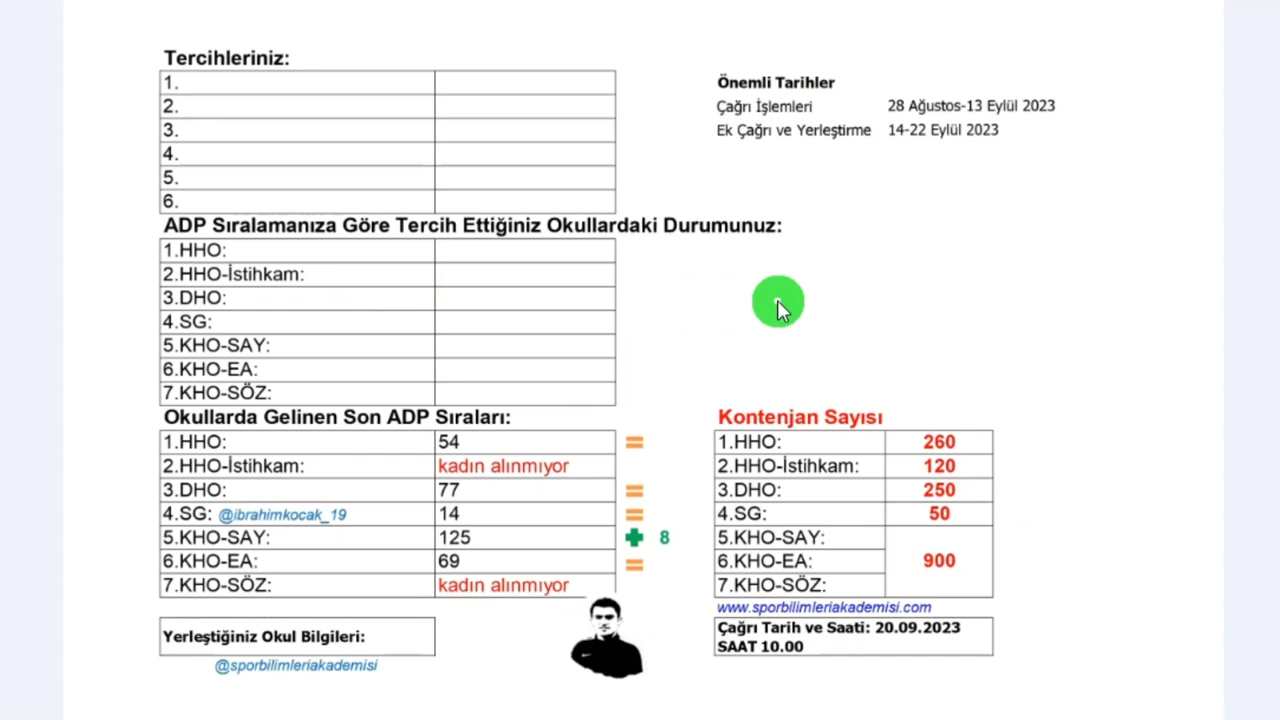 Tercihleriniz:
1.
2.
3.
4.
5.
6.
Önemli Tarihler
Çağrı İşlemleri 28 Ağustos-13 Eylül 2023
Ek Çağrı ve Yerleştirme 14-22 Eylül 2023
ADP Sıralamanıza Göre Tercih Ettiğiniz Okullardaki Durumunuz:
1.HHO:
2.HHO-İstihkam:
3.DHO:
4.SG:
5.KHO-SAY:
6.KHO-EA:
7.KHO-SÖZ:
Okullarda Gelinen Son ADP Sıraları:
1.HHO: 54 =
2.HHO-İstihkam: kadın alınmıyor
3.DHO: 77 =
4.SG: @ibrahimkocak_19 14 =
5.KHO-SAY: 125 + 8
6.KHO-EA: 69 =
7.KHO-SÖZ: kadın alınmıyor
Kontenjan Sayısı
1.HHO: 260
2.HHO-İstihkam: 120
3.DHO: 250
4.SG: 50
5.KHO-SAY:
6.KHO-EA: 900
7.KHO-SÖZ:
www.sporbilimleriakademisi.com
Yerleştiğiniz Okul Bilgileri:
@sporbilimleriakademisi
Çağrı Tarih ve Saati: 20.09.2023
SAAT 10.00